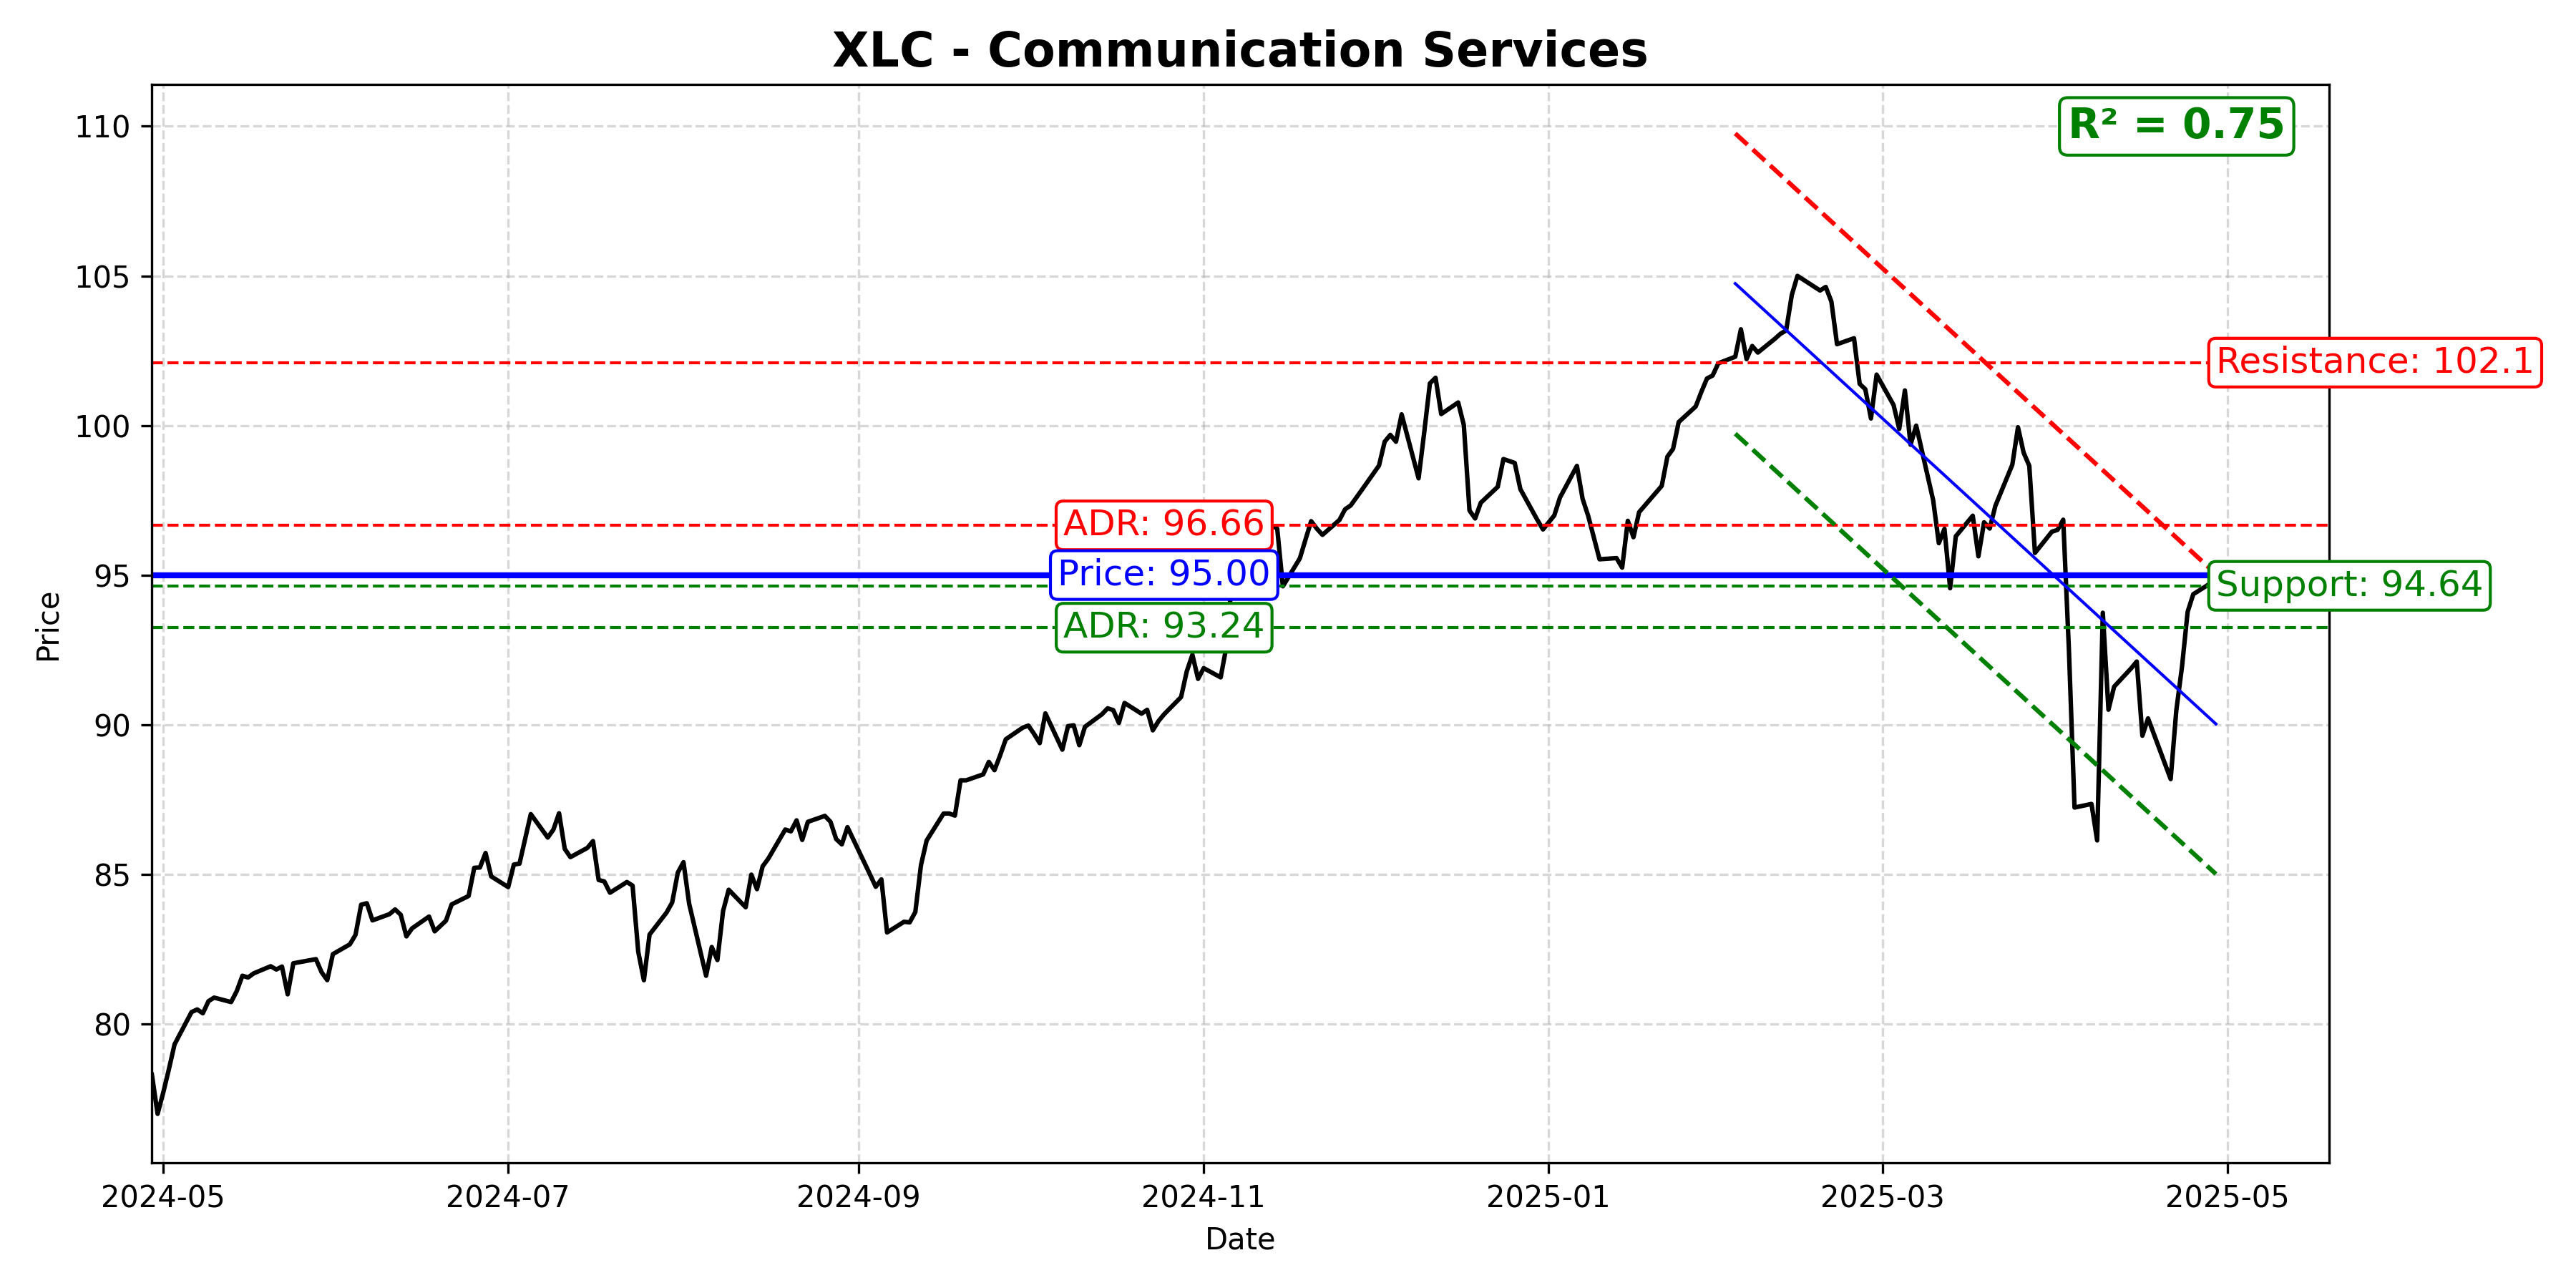 XLC - Communication Services
R² = 0.75
110
105
100
95
90
85
80
Price
Resistance: 102.1
ADR: 96.66
Price: 95.00
Support: 94.64
ADR: 93.24
2024-05
2024-07
2024-09
2024-11
2025-01
2025-03
2025-05
Date